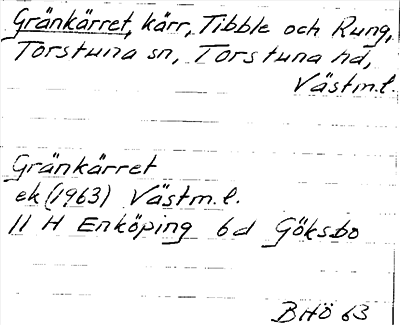 Gränkärret, kärr, Tibble och Rung,
Torstuna sn, Torstuna hd,
Västm.l.
Gränkärret
ek (1963) Västm.l.
11 H Enköping 6d Göksbo
BHÖ 63